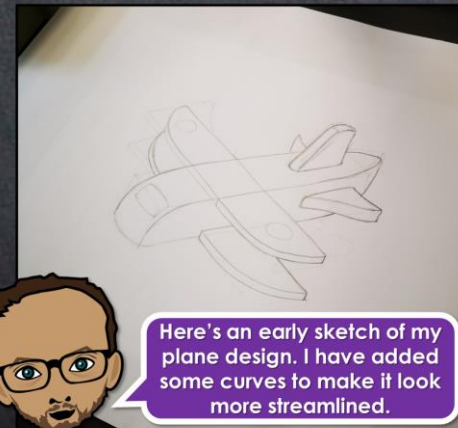 Here's an early sketch of my
plane design. I have added
some curves to make it look
more streamlined.